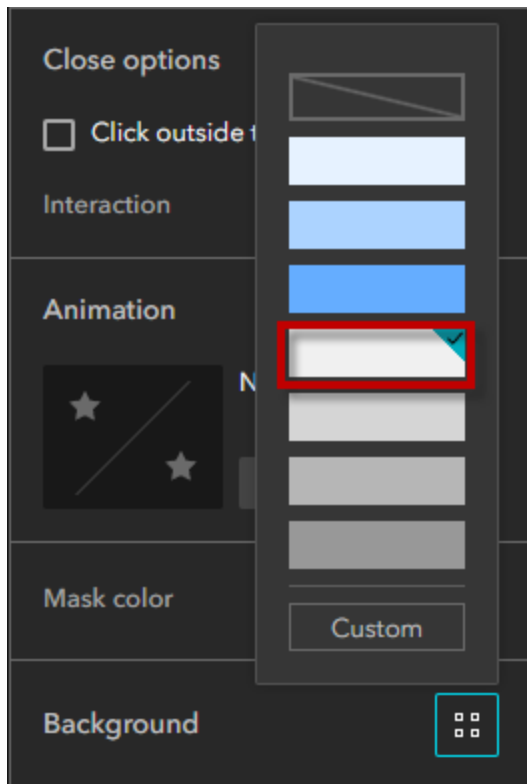 Close options
Click outside
Interaction
Animation
Mask color
Custom
Background